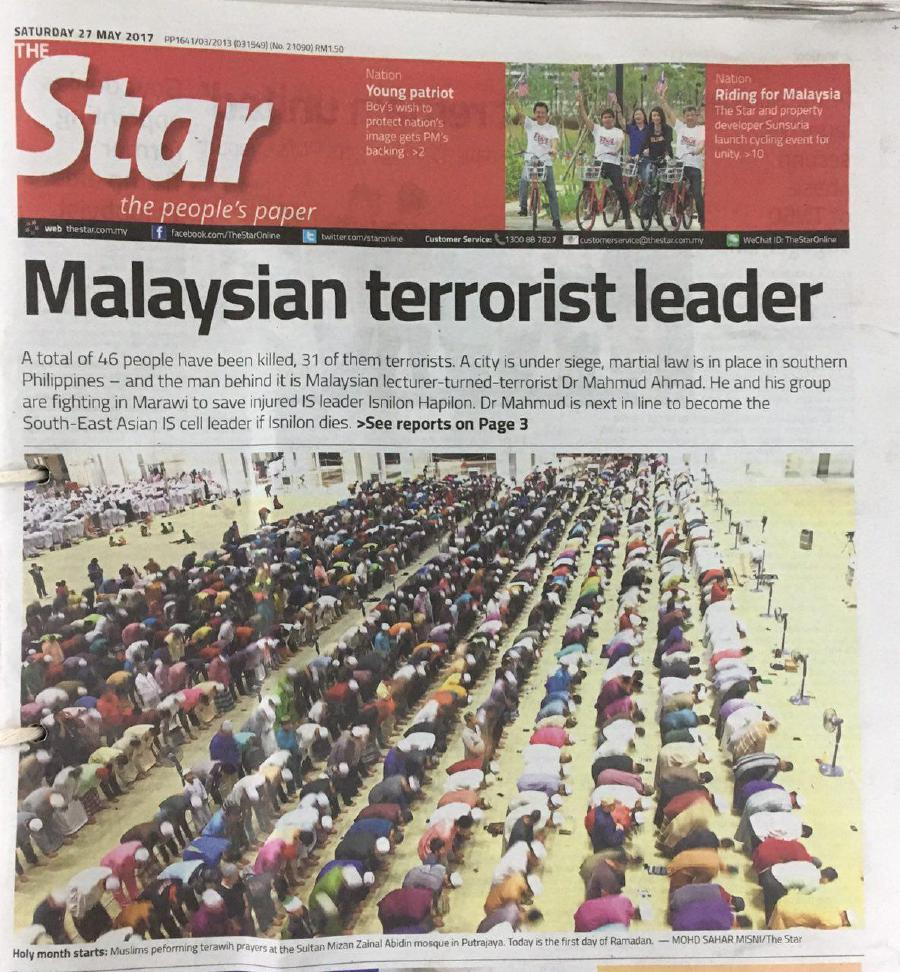 SATURDAY 27 MAY 2017 PP1641/03/2013 (031549) (No. 21090) RM1.50
THE
Star
the people's paper
Nation
Young patriot
Boy's wish to
protect nation's
image gets PM's
backing. >2
Nation
Riding for Malaysia
The Star and property
developer Sunsuria
launch cycling event for
unity. >10
web thestar.com.my facebook.com/TheStarOnline twitter.com/staronline Customer Service: 1300 88 7827 customerservice@thestar.com.my WeChat ID: TheStarOnline
Malaysian terrorist leader
A total of 46 people have been killed, 31 of them terrorists. A city is under siege, martial law is in place in southern
Philippines – and the man behind it is Malaysian lecturer-turned-terrorist Dr Mahmud Ahmad. He and his group
are fighting in Marawi to save injured IS leader Isnilon Hapilon. Dr Mahmud is next in line to become the
South-East Asian IS cell leader if Isnilon dies. >See reports on Page 3
Holy month starts: Muslims peforming terawih prayers at the Sultan Mizan Zainal Abidin mosque in Putrajaya. Today is the first day of Ramadan. — MOHD SAHAR MISNI/The Star